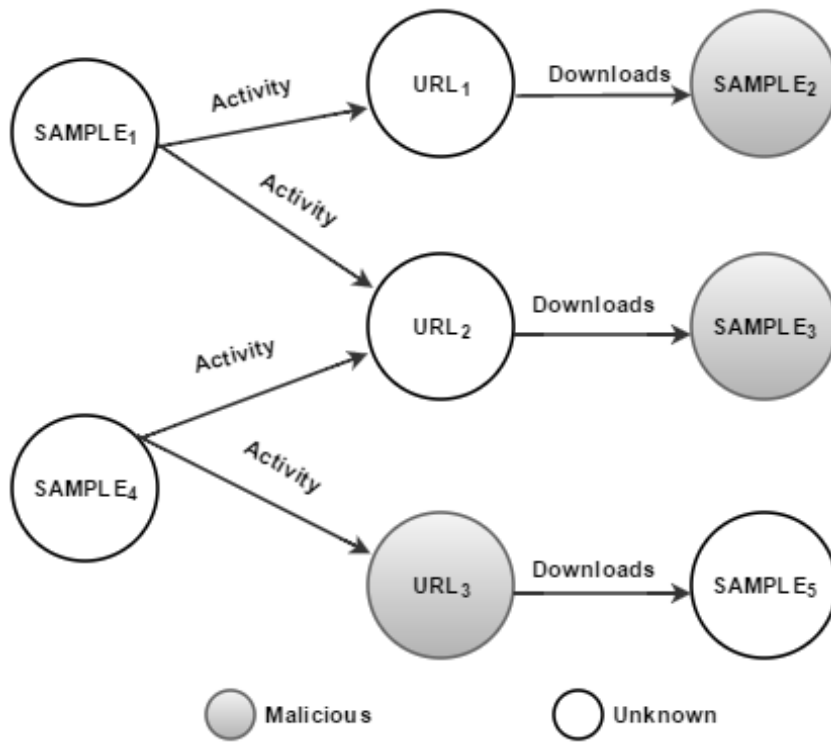 URL₁
Downloads
SAMPLE₂
Activity
SAMPLE₁
Activity
URL₂
Downloads
SAMPLE₃
Activity
SAMPLE₄
Activity
URL₃
Downloads
SAMPLE₅
Malicious
Unknown